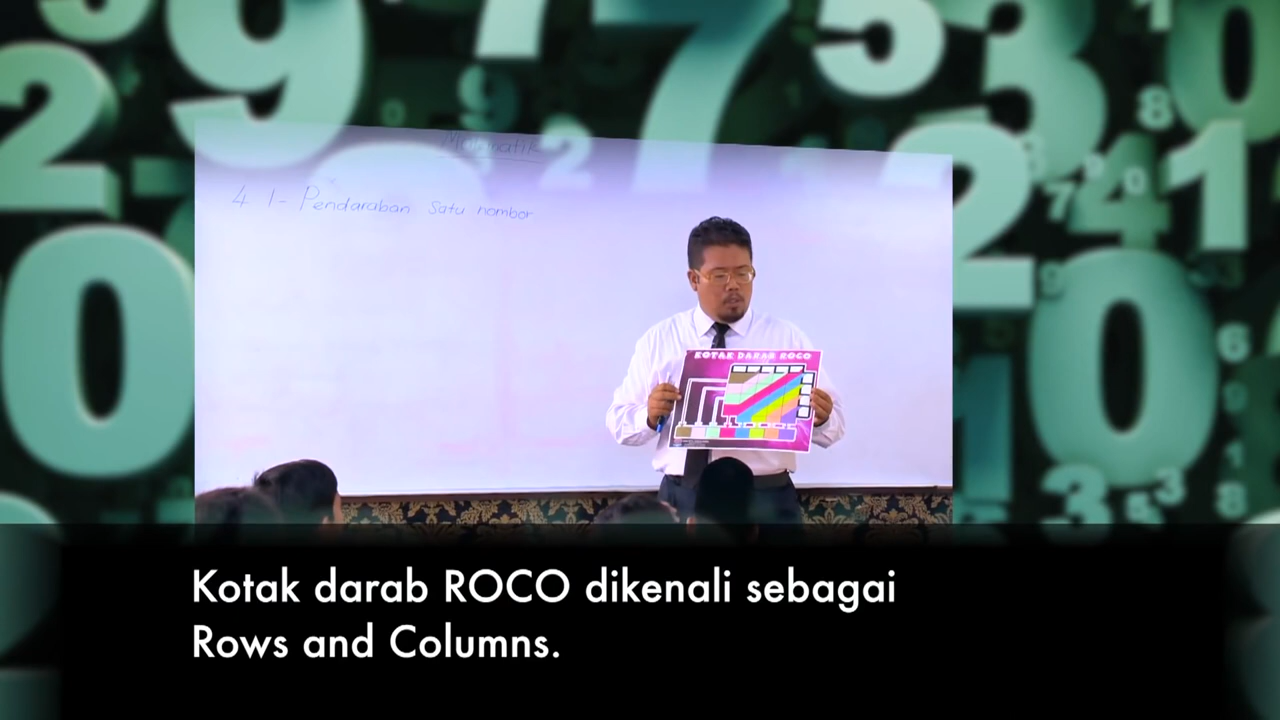 Matematik
4 1- Pendaraban satu nombor
KOTAK DARAB ROCO
Kotak darab ROCO dikenali sebagai
Rows and Columns.